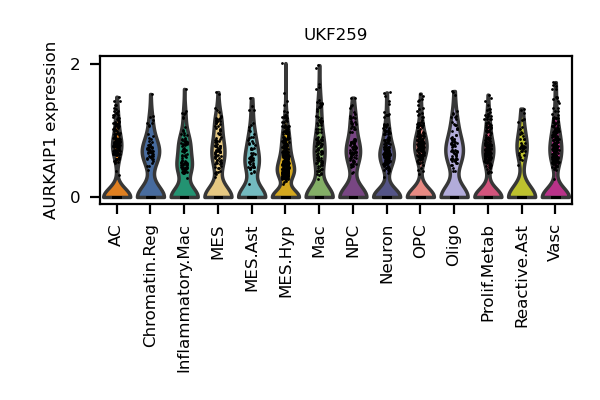 UKF259
AURKAIP1 expression
2
0
AC
Chromatin.Reg
Inflammatory.Mac
MES
MES.Ast
MES.Hyp
Mac
NPC
Neuron
OPC
Oligo
Prolif.Metab
Reactive.Ast
Vasc